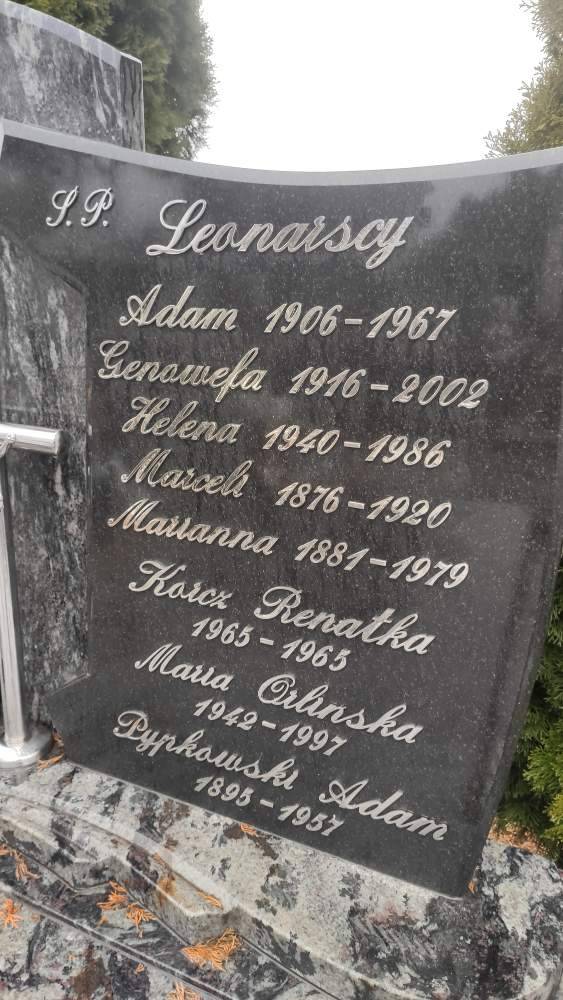 Ś.P. Leonarscy
Adam 1906-1967
Genowefa 1916-2002
Helena 1940-1986
Marceli 1876-1920
Marianna 1881-1979
Korcz Renatka
1965-1965
Maria Orlinska
1942-1997
Pypkowski Adam
1895-1957